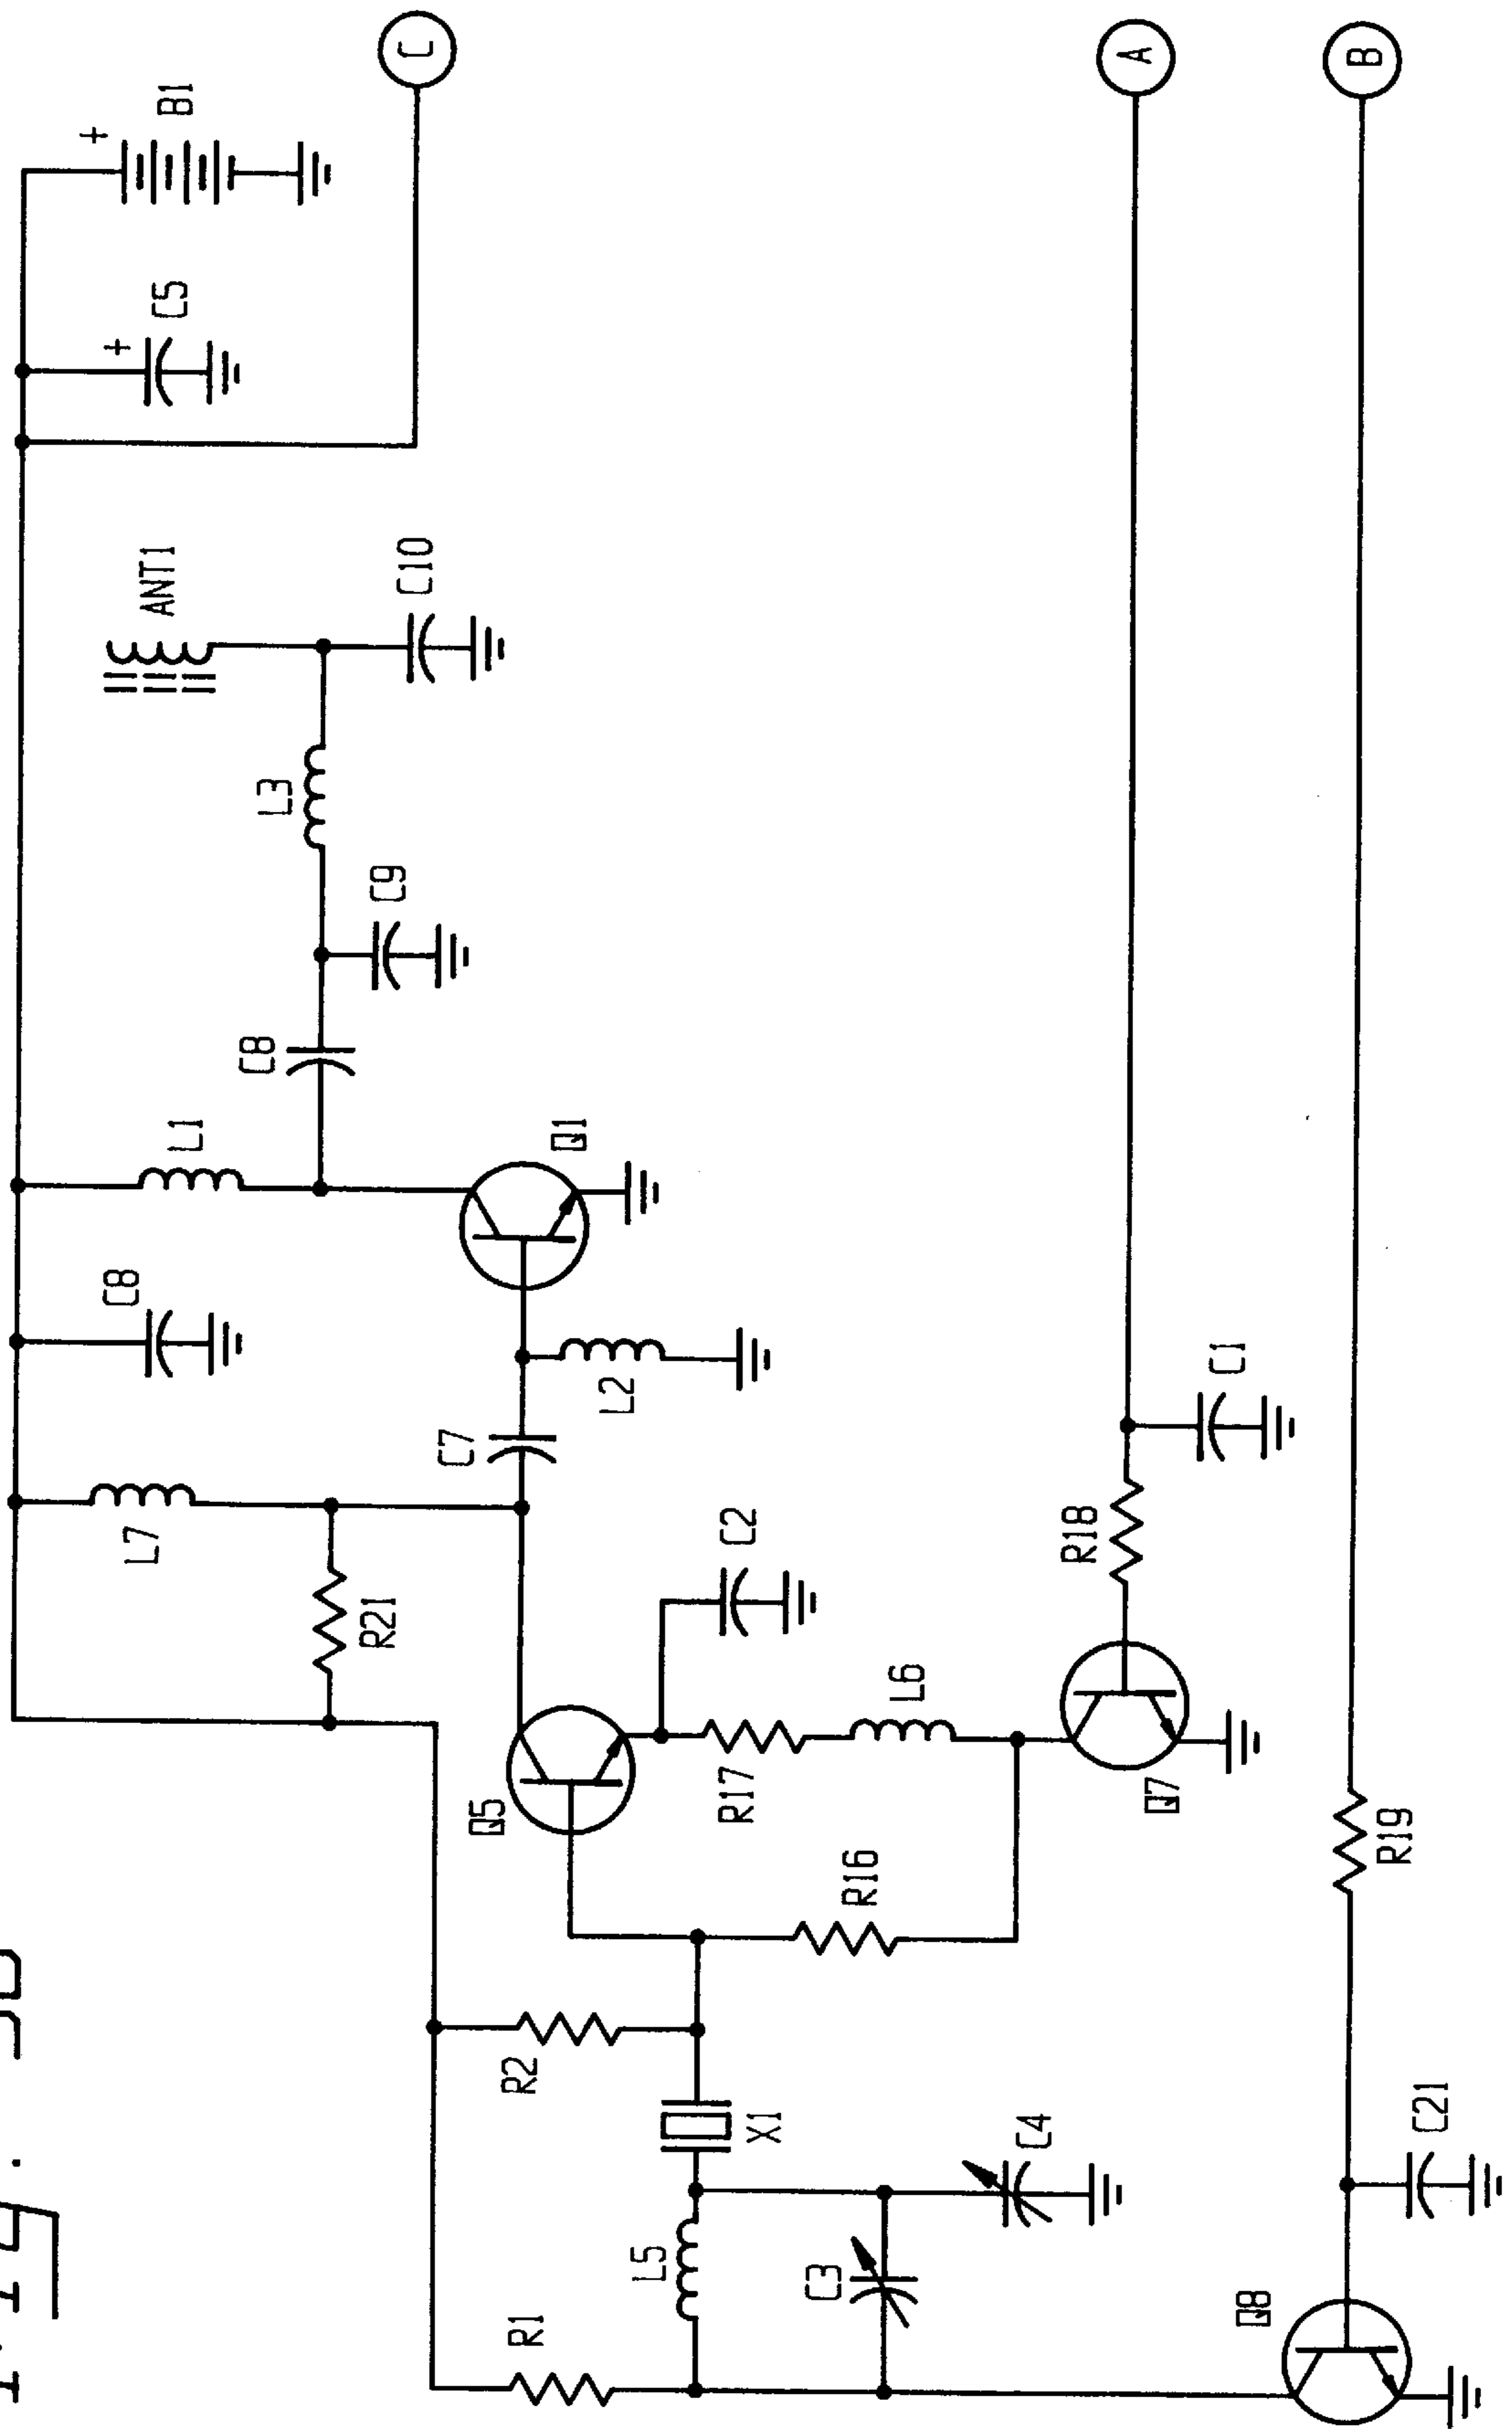 +
B1
C
+
C5
ANT1
C10
L3
C9
C8
L1
Q1
C8
L2
C7
L7
R21
C2
Q5
R17
L6
R18
C1
Q7
R16
A
B
R19
R2
X1
C4
L5
C3
R1
C21
Q8